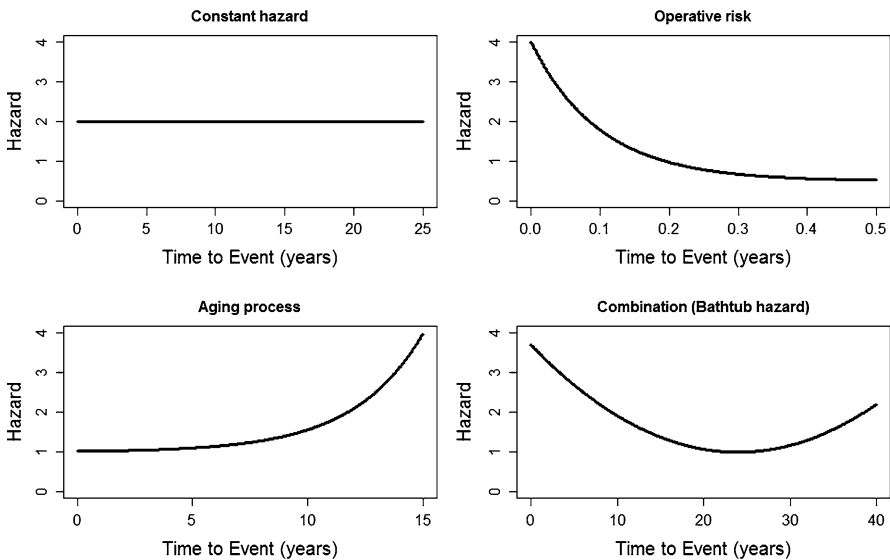 Constant hazard
Hazard
4
3
2
1
0
0 5 10 15 20 25
Time to Event (years)
Operative risk
Hazard
4
3
2
1
0
0.0 0.1 0.2 0.3 0.4 0.5
Time to Event (years)
Aging process
Hazard
4
3
2
1
0
0 5 10 15
Time to Event (years)
Combination (Bathtub hazard)
Hazard
4
3
2
1
0
0 10 20 30 40
Time to Event (years)